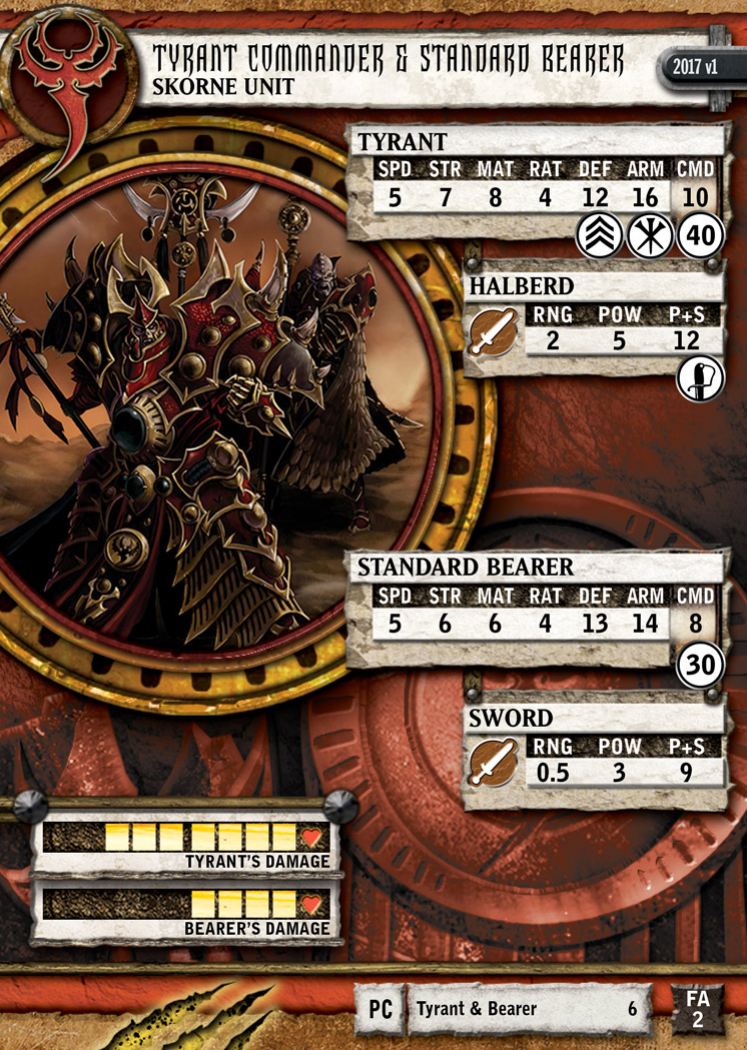 TYRANT COMMANDER & STANDARD BEARER
SKORNE UNIT
2017 v1
TYRANT
SPD STR MAT RAT DEF ARM CMD
5 7 8 4 12 16 10
40
HALBERD
RNG POW P+S
2 5 12
STANDARD BEARER
SPD STR MAT RAT DEF ARM CMD
5 6 6 4 13 14 8
30
SWORD
RNG POW P+S
0.5 3 9
TYRANT'S DAMAGE
BEARER'S DAMAGE
PC Tyrant & Bearer 6
FA
2